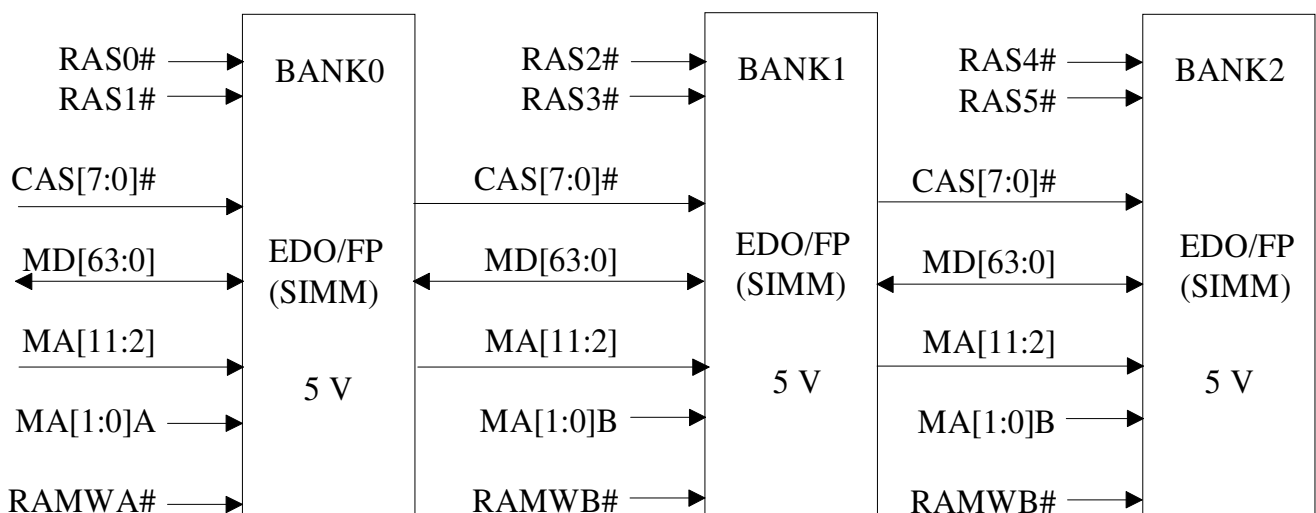 RAS0#
RAS1#
CAS[7:0]#
MD[63:0]
MA[11:2]
MA[1:0]A
RAMWA#
BANK0
EDO/FP
(SIMM)
5 V
RAS2#
RAS3#
CAS[7:0]#
MD[63:0]
MA[11:2]
MA[1:0]B
RAMWB#
BANK1
EDO/FP
(SIMM)
5 V
RAS4#
RAS5#
CAS[7:0]#
MD[63:0]
MA[11:2]
MA[1:0]B
RAMWB#
BANK2
EDO/FP
(SIMM)
5 V